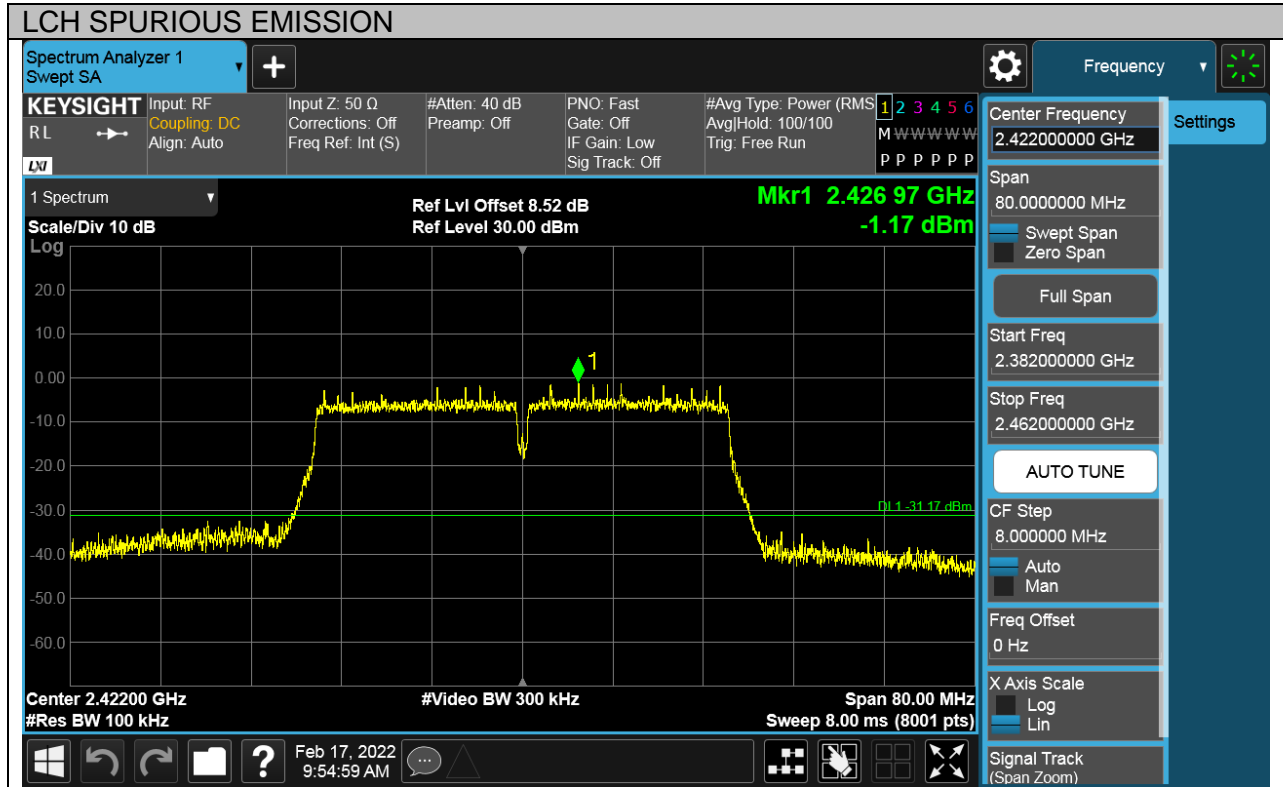 LCH SPURIOUS EMISSION
Spectrum Analyzer 1
Swept SA
+
Frequency
KEYSIGHT
RL
LXI
Input: RF
Coupling: DC
Align: Auto
Input Z: 50 Ω
Corrections: Off
Freq Ref: Int (S)
#Atten: 40 dB
Preamp: Off
PNO: Fast
Gate: Off
IF Gain: Low
Sig Track: Off
#Avg Type: Power (RMS
Avg|Hold: 100/100
Trig: Free Run
1 2 3 4 5 6
M W W W W W
P P P P P P
1 Spectrum
Scale/Div 10 dB
Ref Lvl Offset 8.52 dB
Ref Level 30.00 dBm
Mkr1 2.426 97 GHz
-1.17 dBm
Log
20.0
10.0
0.00
-10.0
-20.0
-30.0
-40.0
-50.0
-60.0
1
DL1 -31.17 dBm
Center 2.42200 GHz
#Res BW 100 kHz
#Video BW 300 kHz
Span 80.00 MHz
Sweep 8.00 ms (8001 pts)
Center Frequency
2.422000000 GHz
Settings
Span
80.0000000 MHz
Swept Span
Zero Span
Full Span
Start Freq
2.382000000 GHz
Stop Freq
2.462000000 GHz
AUTO TUNE
CF Step
8.000000 MHz
Auto
Man
Freq Offset
0 Hz
X Axis Scale
Log
Lin
Signal Track
(Span Zoom)
?
Feb 17, 2022
9:54:59 AM